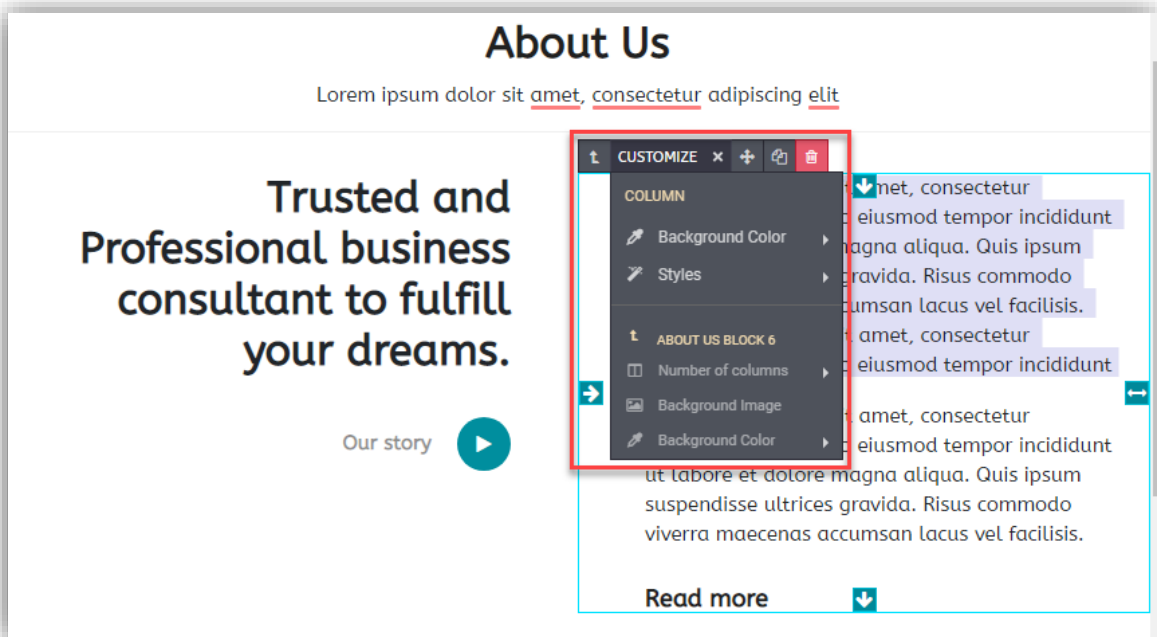 About Us
Lorem ipsum dolor sit amet, consectetur adipiscing elit
Trusted and
Professional business
consultant to fulfill
your dreams.
Our story
CUSTOMIZE
COLUMN
Background Color
Styles
ABOUT US BLOCK 6
Number of columns
Background Image
Background Color
met, consectetur
eiusmod tempor incididunt
magna aliqua. Quis ipsum
gravida. Risus commodo
cumsan lacus vel facilisis.
amet, consectetur
eiusmod tempor incididunt
amet, consectetur
eiusmod tempor incididunt
ut labore et dolore magna aliqua. Quis ipsum
suspendisse ultrices gravida. Risus commodo
viverra maecenas accumsan lacus vel facilisis.
Read more